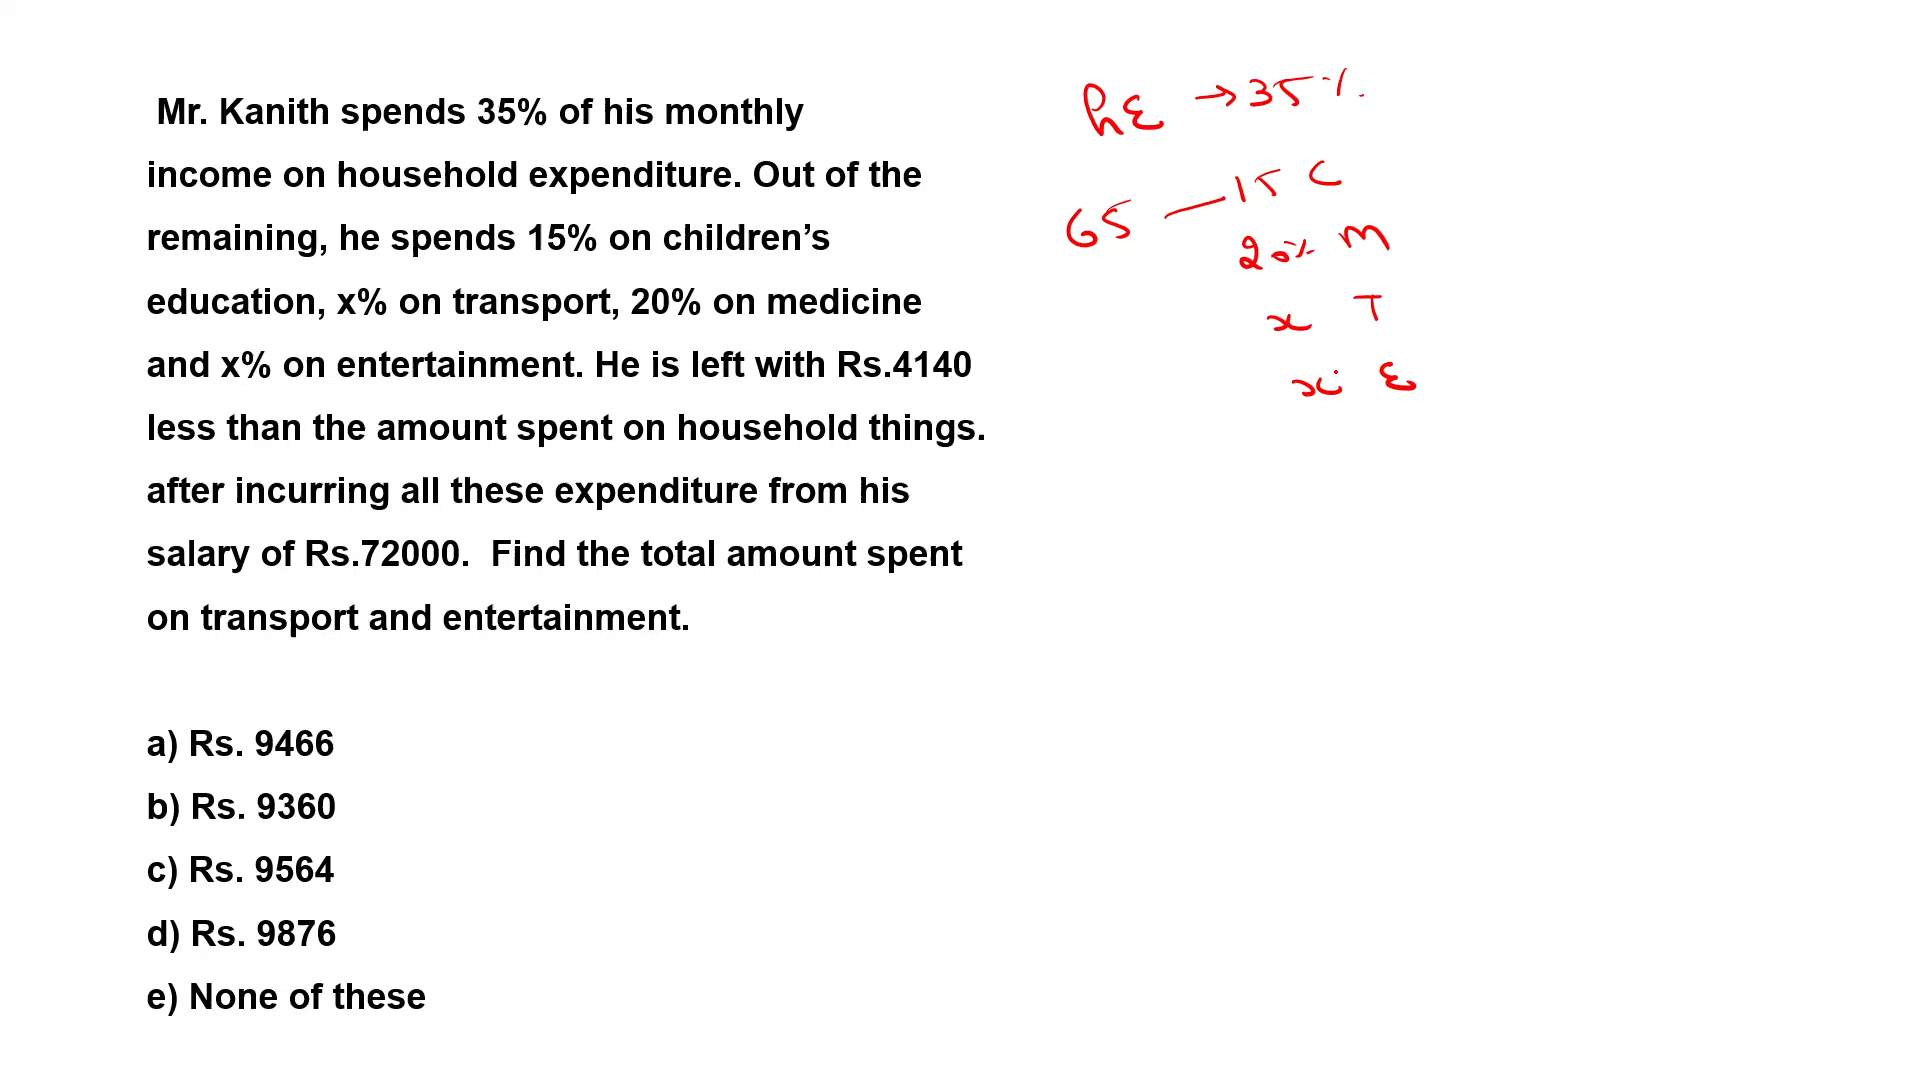 Mr. Kanith spends 35% of his monthly
income on household expenditure. Out of the
remaining, he spends 15% on children’s
education, x% on transport, 20% on medicine
and x% on entertainment. He is left with Rs.4140
less than the amount spent on household things.
after incurring all these expenditure from his
salary of Rs.72000.  Find the total amount spent
on transport and entertainment.
a) Rs. 9466
b) Rs. 9360
c) Rs. 9564
d) Rs. 9876
e) None of these
hE → 35%.
65 — 15 C
20% M
x T
x E